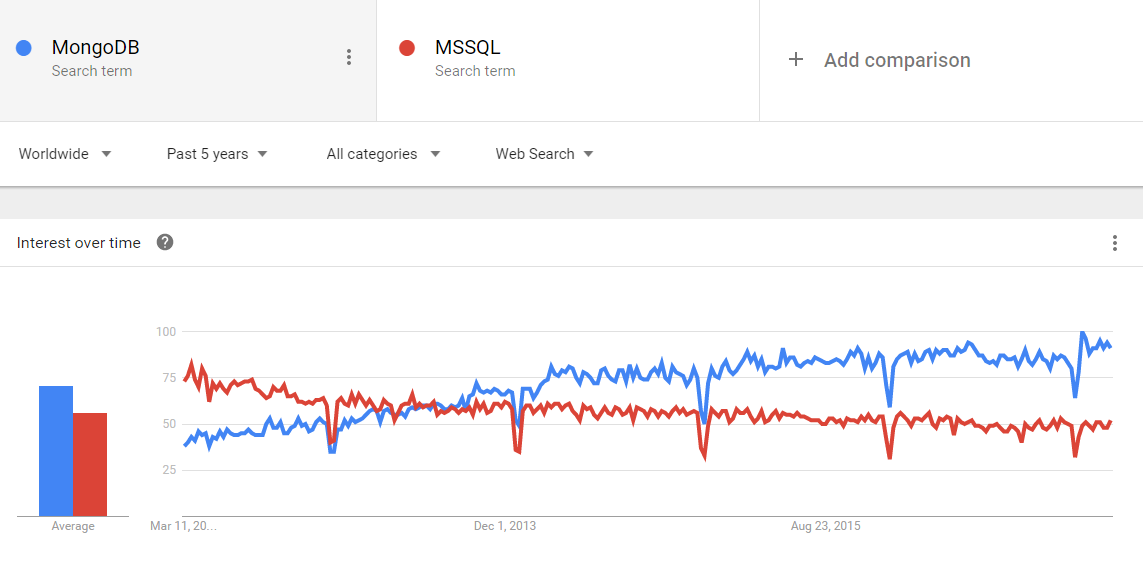 MongoDB
Search term
MSSQL
Search term
+ Add comparison
Worldwide
Past 5 years
All categories
Web Search
Interest over time
?
100
75
50
25
Average
Mar 11, 20...
Dec 1, 2013
Aug 23, 2015